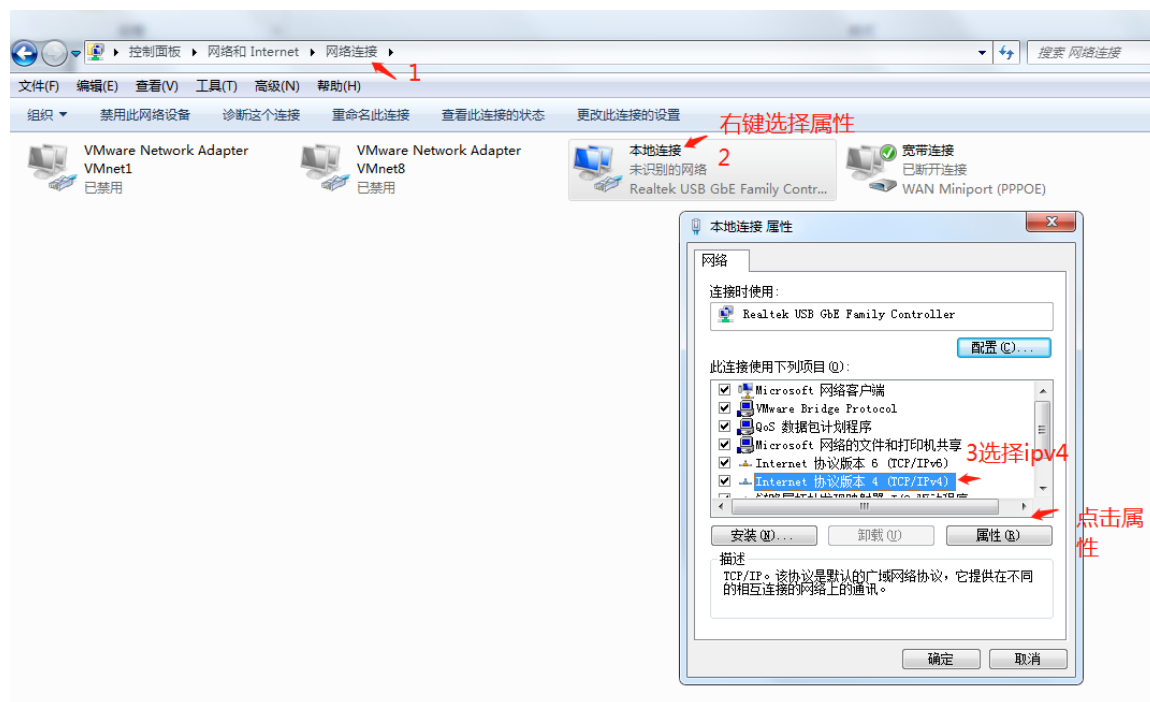 控制面板 ▸ 网络和 Internet ▸ 网络连接 ▸
搜索 网络连接
1
文件(F) 编辑(E) 查看(V) 工具(T) 高级(N) 帮助(H)
组织 ▼ 禁用此网络设备 诊断这个连接 重命名此连接 查看此连接的状态 更改此连接的设置
右键选择属性
2
VMware Network Adapter
VMnet1
已禁用
VMware Network Adapter
VMnet8
已禁用
本地连接
未识别的网络
Realtek USB GbE Family Contr...
宽带连接
已断开连接
WAN Miniport (PPPOE)
本地连接 属性
网络
连接时使用:
Realtek USB GbE Family Controller
配置(C)...
此连接使用下列项目(O):
Microsoft 网络客户端
VMware Bridge Protocol
QoS 数据包计划程序
Microsoft 网络的文件和打印机共享
Internet 协议版本 6 (TCP/IPv6)
3选择ipv4
Internet 协议版本 4 (TCP/IPv4)
点击属
性
安装(N)... 卸载(U) 属性(R)
描述
TCP/IP。该协议是默认的广域网络协议，它提供在不同
的相互连接的网络上的通讯。
确定 取消